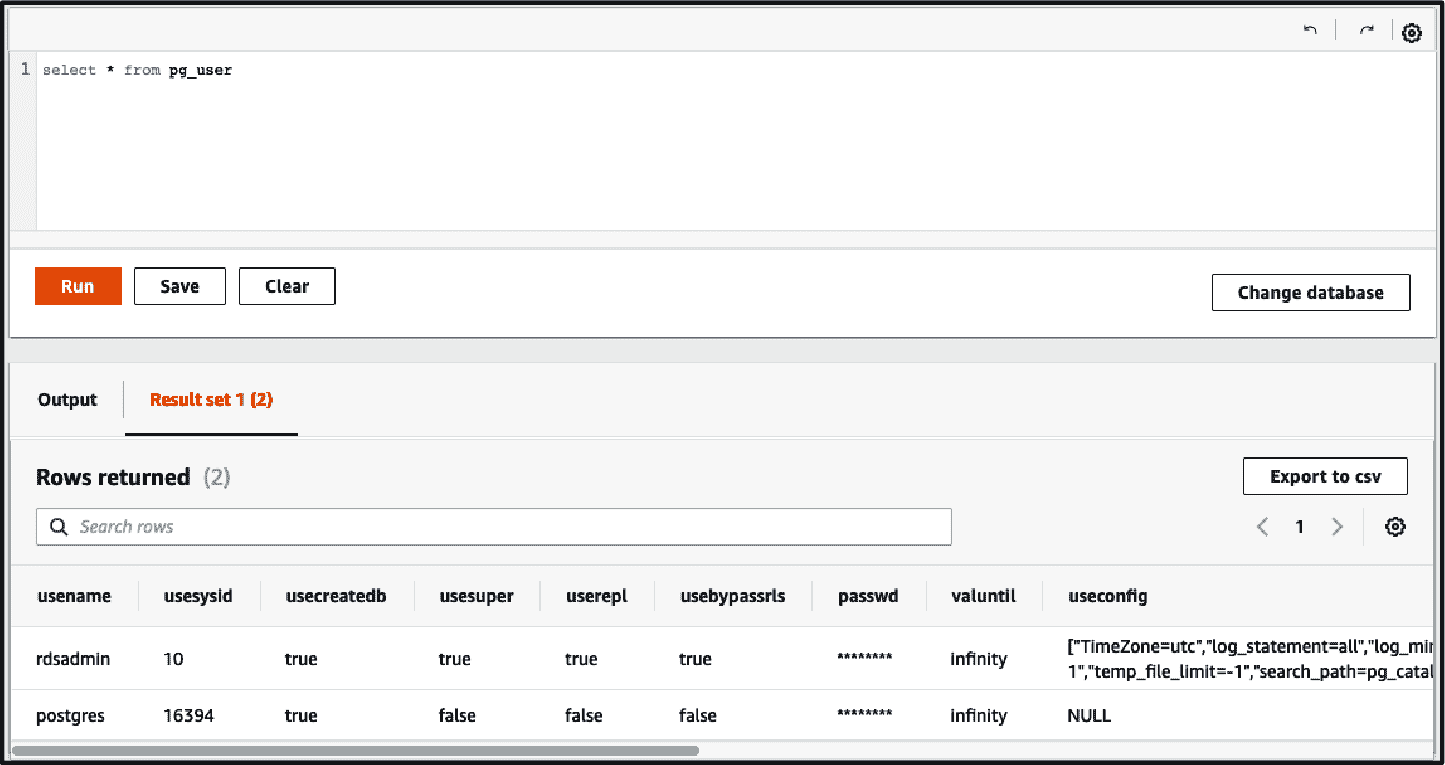 1 select * from pg_user
Run Save Clear Change database
Output Result set 1 (2)
Rows returned (2) Export to csv
Search rows 1
usename usesysid usecreatedb usesuper userepl usebypassrls passwd valuntil useconfig
["TimeZone=utc","log_statement=all","log_min
rdsadmin 10 true true true true ******** infinity
1","temp_file_limit=-1","search_path=pg_catal
postgres 16394 true false false false ******** infinity NULL